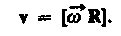 v = [ω⃗ R].